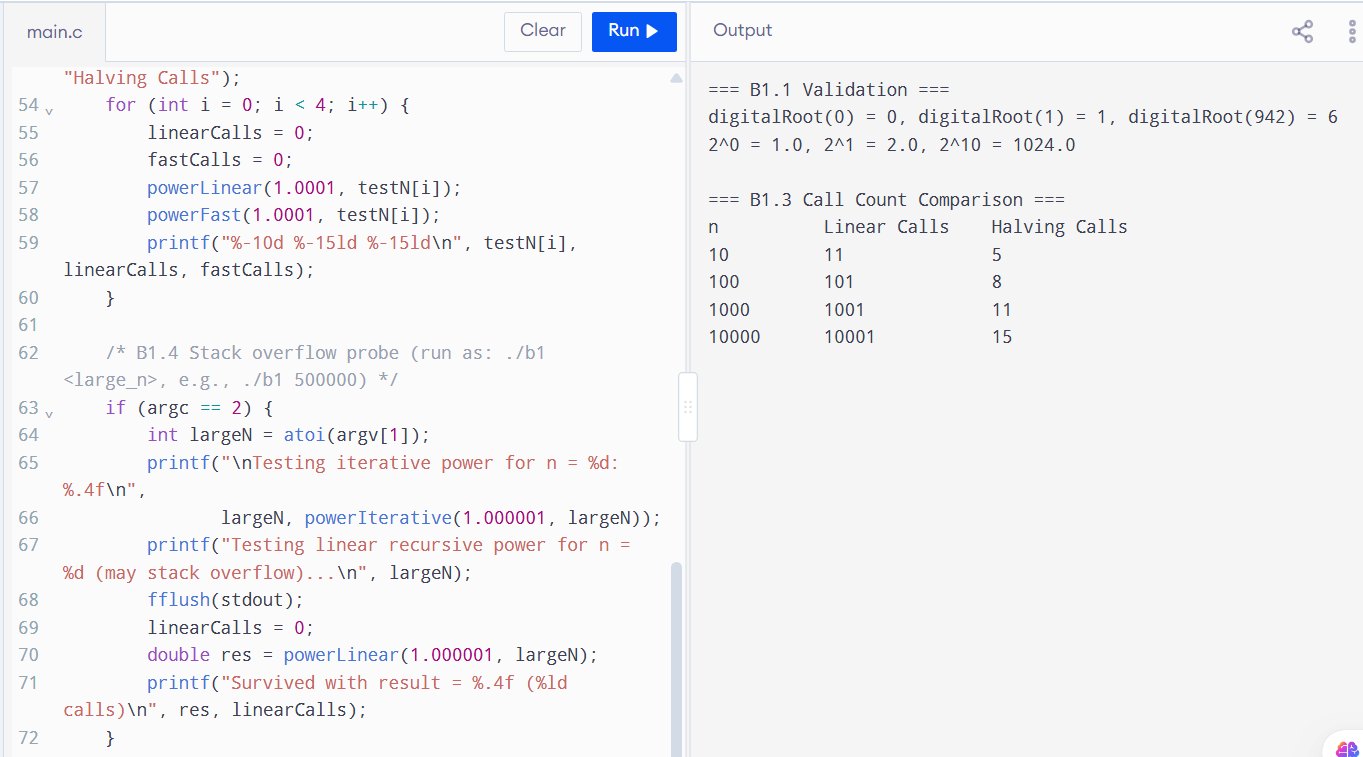 main.c
Clear
Run
Output
"Halving Calls");
54 for (int i = 0; i < 4; i++) {
55 linearCalls = 0;
56 fastCalls = 0;
57 powerLinear(1.0001, testN[i]);
58 powerFast(1.0001, testN[i]);
59 printf("%-10d %-15ld %-15ld\n", testN[i],
linearCalls, fastCalls);
60 }
61
62 /* B1.4 Stack overflow probe (run as: ./b1
<large_n>, e.g., ./b1 500000) */
63 if (argc == 2) {
64 int largeN = atoi(argv[1]);
65 printf("\nTesting iterative power for n = %d:
%.4f\n",
66 largeN, powerIterative(1.000001, largeN));
67 printf("Testing linear recursive power for n =
%d (may stack overflow)...\n", largeN);
68 fflush(stdout);
69 linearCalls = 0;
70 double res = powerLinear(1.000001, largeN);
71 printf("Survived with result = %.4f (%ld
calls)\n", res, linearCalls);
72 }
=== B1.1 Validation ===
digitalRoot(0) = 0, digitalRoot(1) = 1, digitalRoot(942) = 6
2^0 = 1.0, 2^1 = 2.0, 2^10 = 1024.0
=== B1.3 Call Count Comparison ===
n Linear Calls Halving Calls
10 11 5
100 101 8
1000 1001 11
10000 10001 15